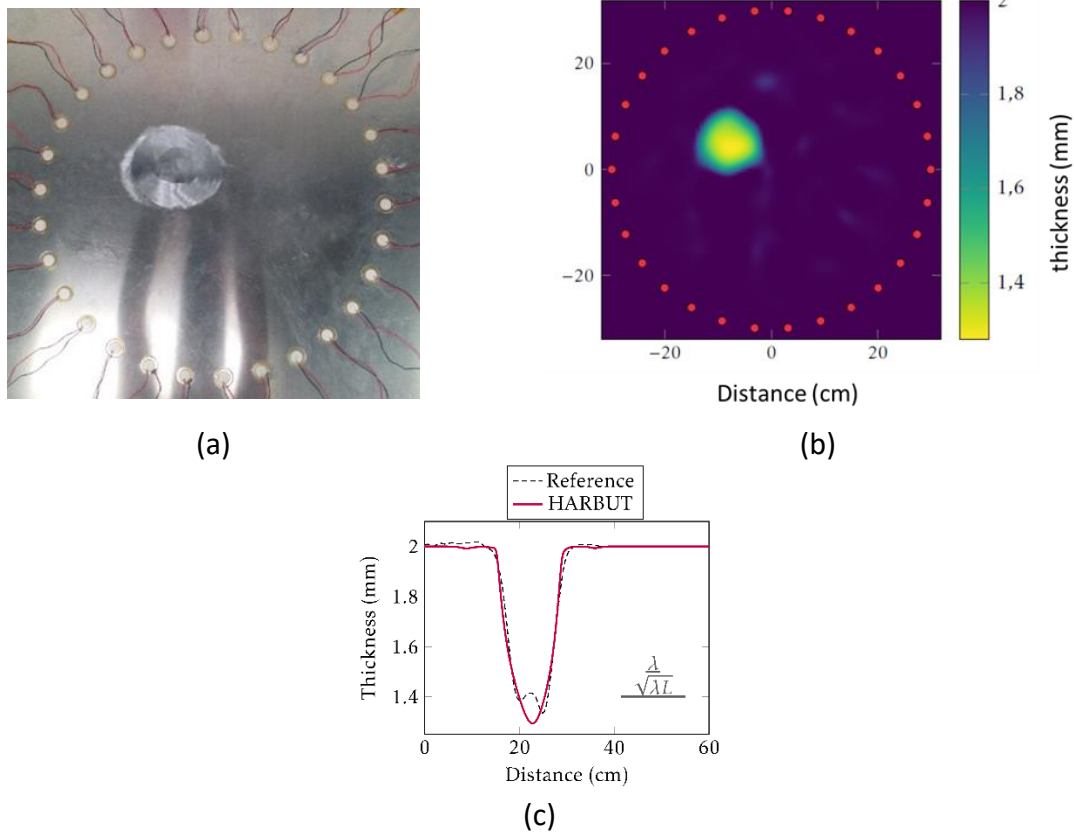 20
0
−20
−20
0
20
Distance (cm)
2
1,8
1,6
1,4
thickness (mm)
(a)
(b)
Reference
HARBUT
2
1.8
1.6
1.4
Thickness (mm)
λ
√λL
0
20
40
60
Distance (cm)
(c)